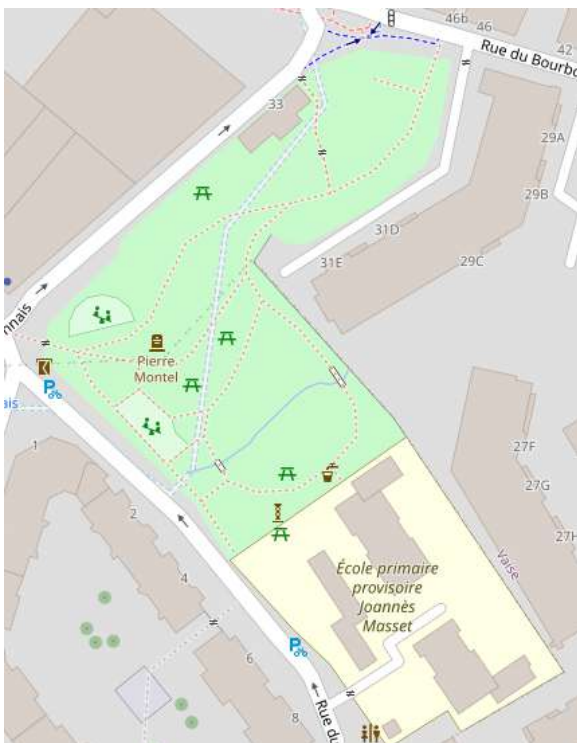 46b
46
42
Rue du Bourbo
33
29A
29B
31D
31E
29C
nnais
Pierre
Montel
P
ais
1
27F
27G
2
27H
École primaire
provisoire
Joannès
Masset
Vaise
4
P
6
8
Rue du